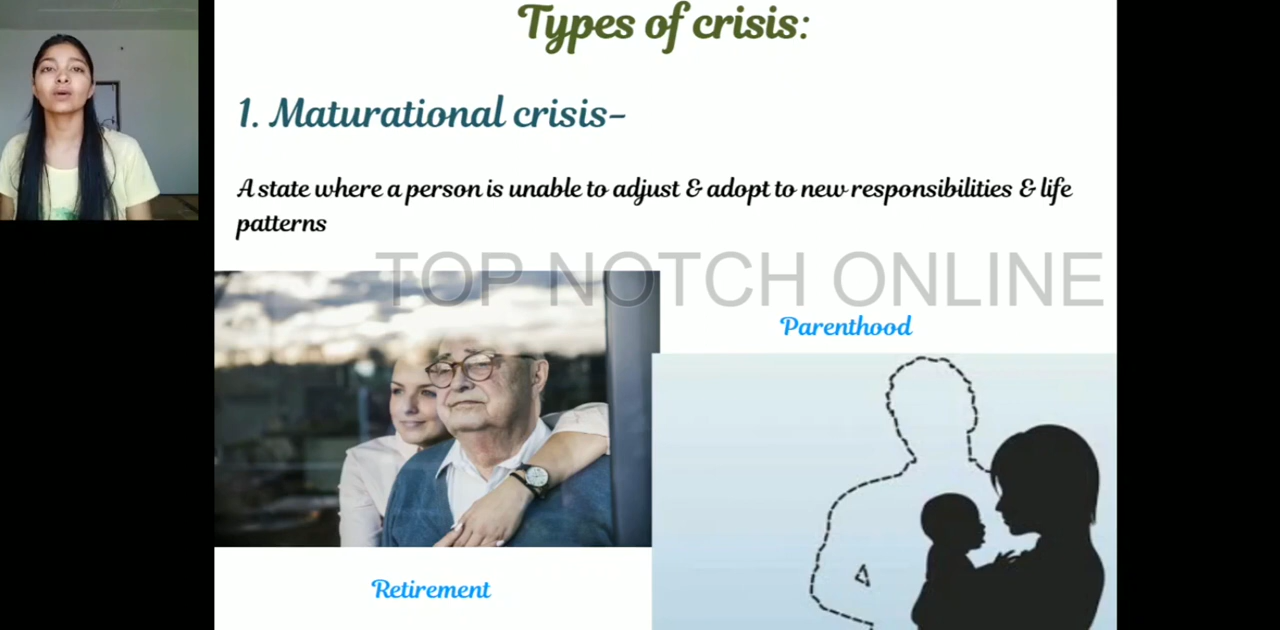 Types of crisis:
1. Maturational crisis-
A state where a person is unable to adjust & adopt to new responsibilities & life
patterns
TOP NOTCH ONLINE
Parenthood
Retirement